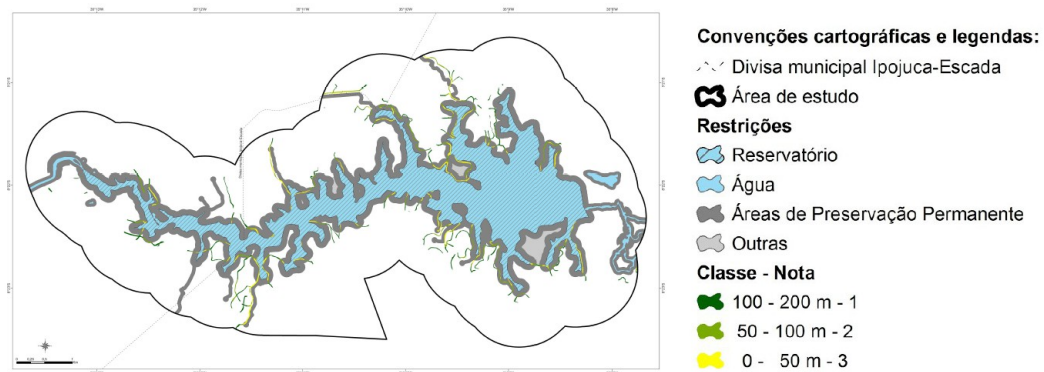 Convenções cartográficas e legendas:
Divisa municipal Ipojuca-Escada
Área de estudo
Restrições
Reservatório
Água
Áreas de Preservação Permanente
Outras
Classe - Nota
100 - 200 m - 1
50 - 100 m - 2
0 - 50 m - 3